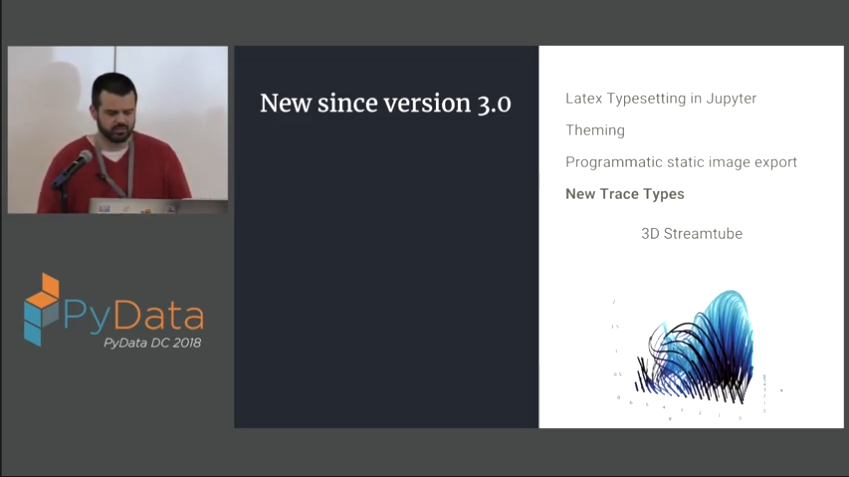 New since version 3.0
Latex Typesetting in Jupyter
Theming
Programmatic static image export
New Trace Types
3D Streamtube
PyData
PyData DC 2018